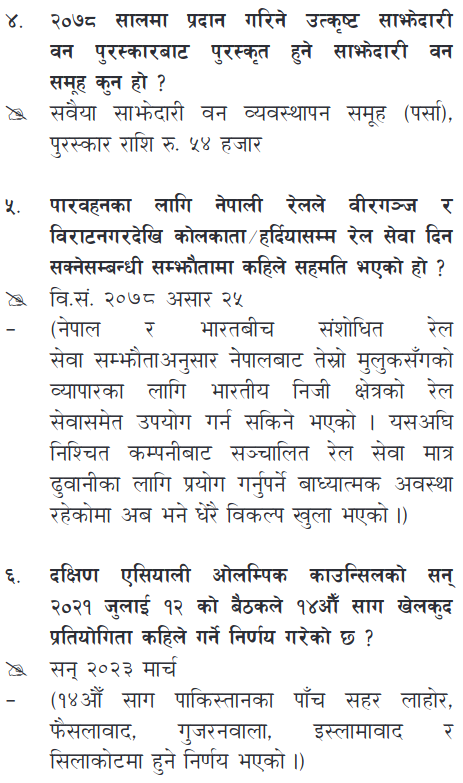 ४. २०७८ सालमा प्रदान गरिने उत्कृष्ट साझेदारी
वन पुरस्कारबाट पुरस्कृत हुने साझेदारी वन
समूह कुन हो ?
सवैया साझेदारी वन व्यवस्थापन समूह (पर्सा),
पुरस्कार राशि रु. ५४ हजार
५. पारवहनका लागि नेपाली रेलले वीरगञ्ज र
विराटनगरदेखि कोलकाता/हर्दियासम्म रेल सेवा दिन
सक्नेसम्बन्धी सम्झौतामा कहिले सहमति भएको हो ?
वि.सं. २०७८ असार २५
– (नेपाल र भारतबीच संशोधित रेल
सेवा सम्झौताअनुसार नेपालबाट तेस्रो मुलुकसँगको
व्यापारका लागि भारतीय निजी क्षेत्रको रेल
सेवासमेत उपयोग गर्न सकिने भएको । यसअघि
निश्चित कम्पनीबाट सञ्चालित रेल सेवा मात्र
ढुवानीका लागि प्रयोग गर्नुपर्ने बाध्यात्मक अवस्था
रहेकोमा अब भने धेरै विकल्प खुला भएको ।)
६. दक्षिण एसियाली ओलम्पिक काउन्सिलको सन्
२०२१ जुलाई १२ को बैठकले १४औँ साग खेलकुद
प्रतियोगिता कहिले गर्ने निर्णय गरेको छ ?
सन् २०२३ मार्च
– (१४औँ साग पाकिस्तानका पाँच सहर लाहोर,
फैसलावाद, गुजरनवाला, इस्लामावाद र
सिलाकोटमा हुने निर्णय भएको ।)